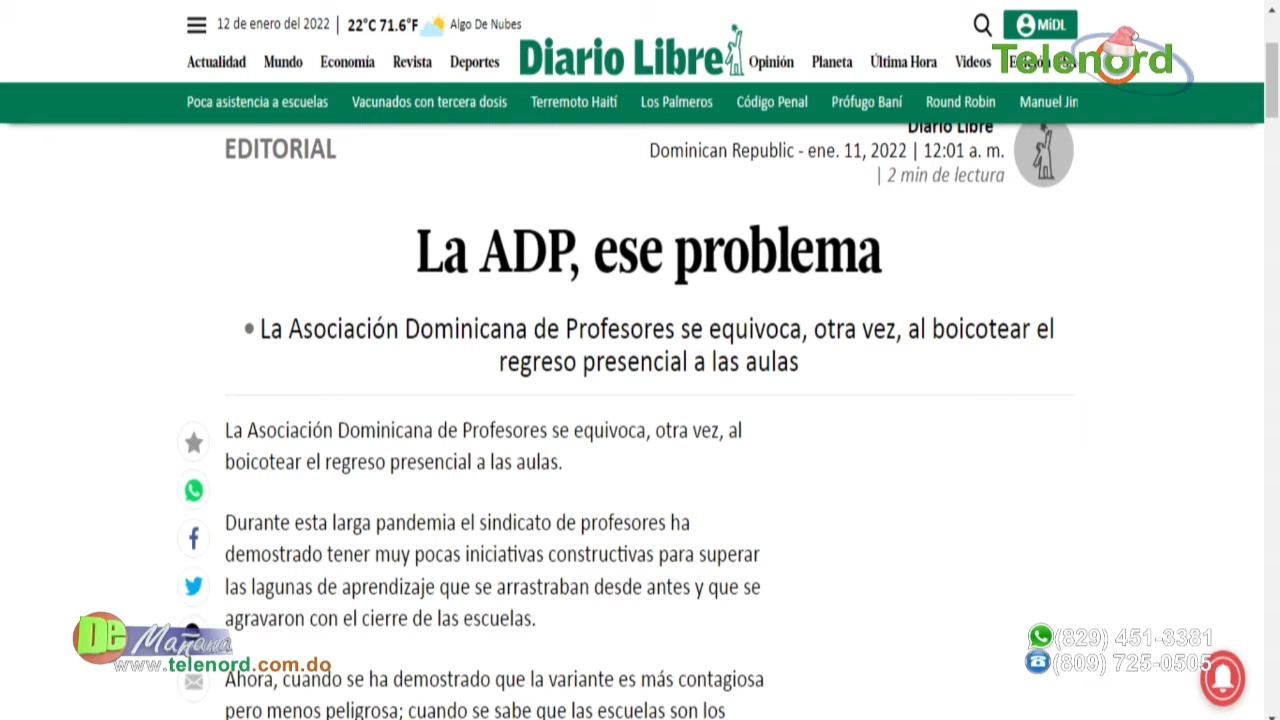 12 de enero del 2022 | 22°C 71.6°F Algo De Nubes
MiDL
Actualidad Mundo Economía Revista Deportes Diario Libre Opinión Planeta Última Hora Videos
Telenord
Poca asistencia a escuelas Vacunados con tercera dosis Terremoto Haití Los Palmeros Código Penal Prófugo Baní Round Robin Manuel Jin
Diario Libre
EDITORIAL
Dominican Republic - ene. 11, 2022 | 12:01 a. m.
| 2 min de lectura
La ADP, ese problema
• La Asociación Dominicana de Profesores se equivoca, otra vez, al boicotear el
regreso presencial a las aulas
La Asociación Dominicana de Profesores se equivoca, otra vez, al
boicotear el regreso presencial a las aulas.
Durante esta larga pandemia el sindicato de profesores ha
demostrado tener muy pocas iniciativas constructivas para superar
las lagunas de aprendizaje que se arrastraban desde antes y que se
agravaron con el cierre de las escuelas.
De Mañana
www.telenord.com.do
(829) 451-3381
(809) 725-0505
Ahora, cuando se ha demostrado que la variante es más contagiosa
pero menos peligrosa; cuando se sabe que las escuelas son los